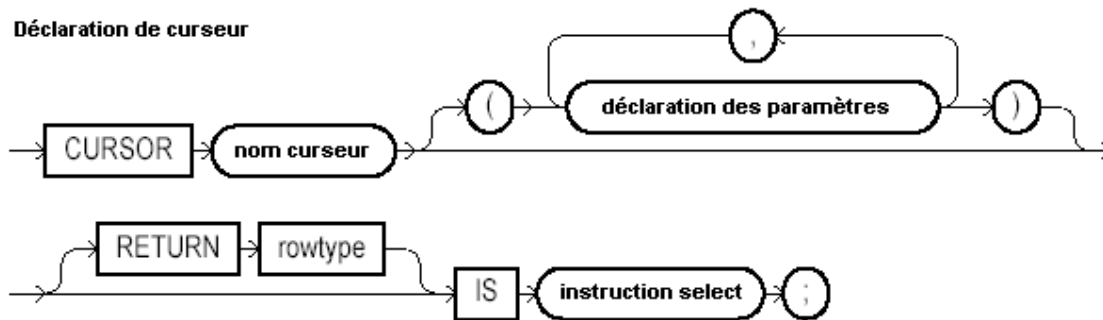 Déclaration de curseur
,
( déclaration des paramètres )
CURSOR nom curseur
RETURN rowtype
IS instruction select ;